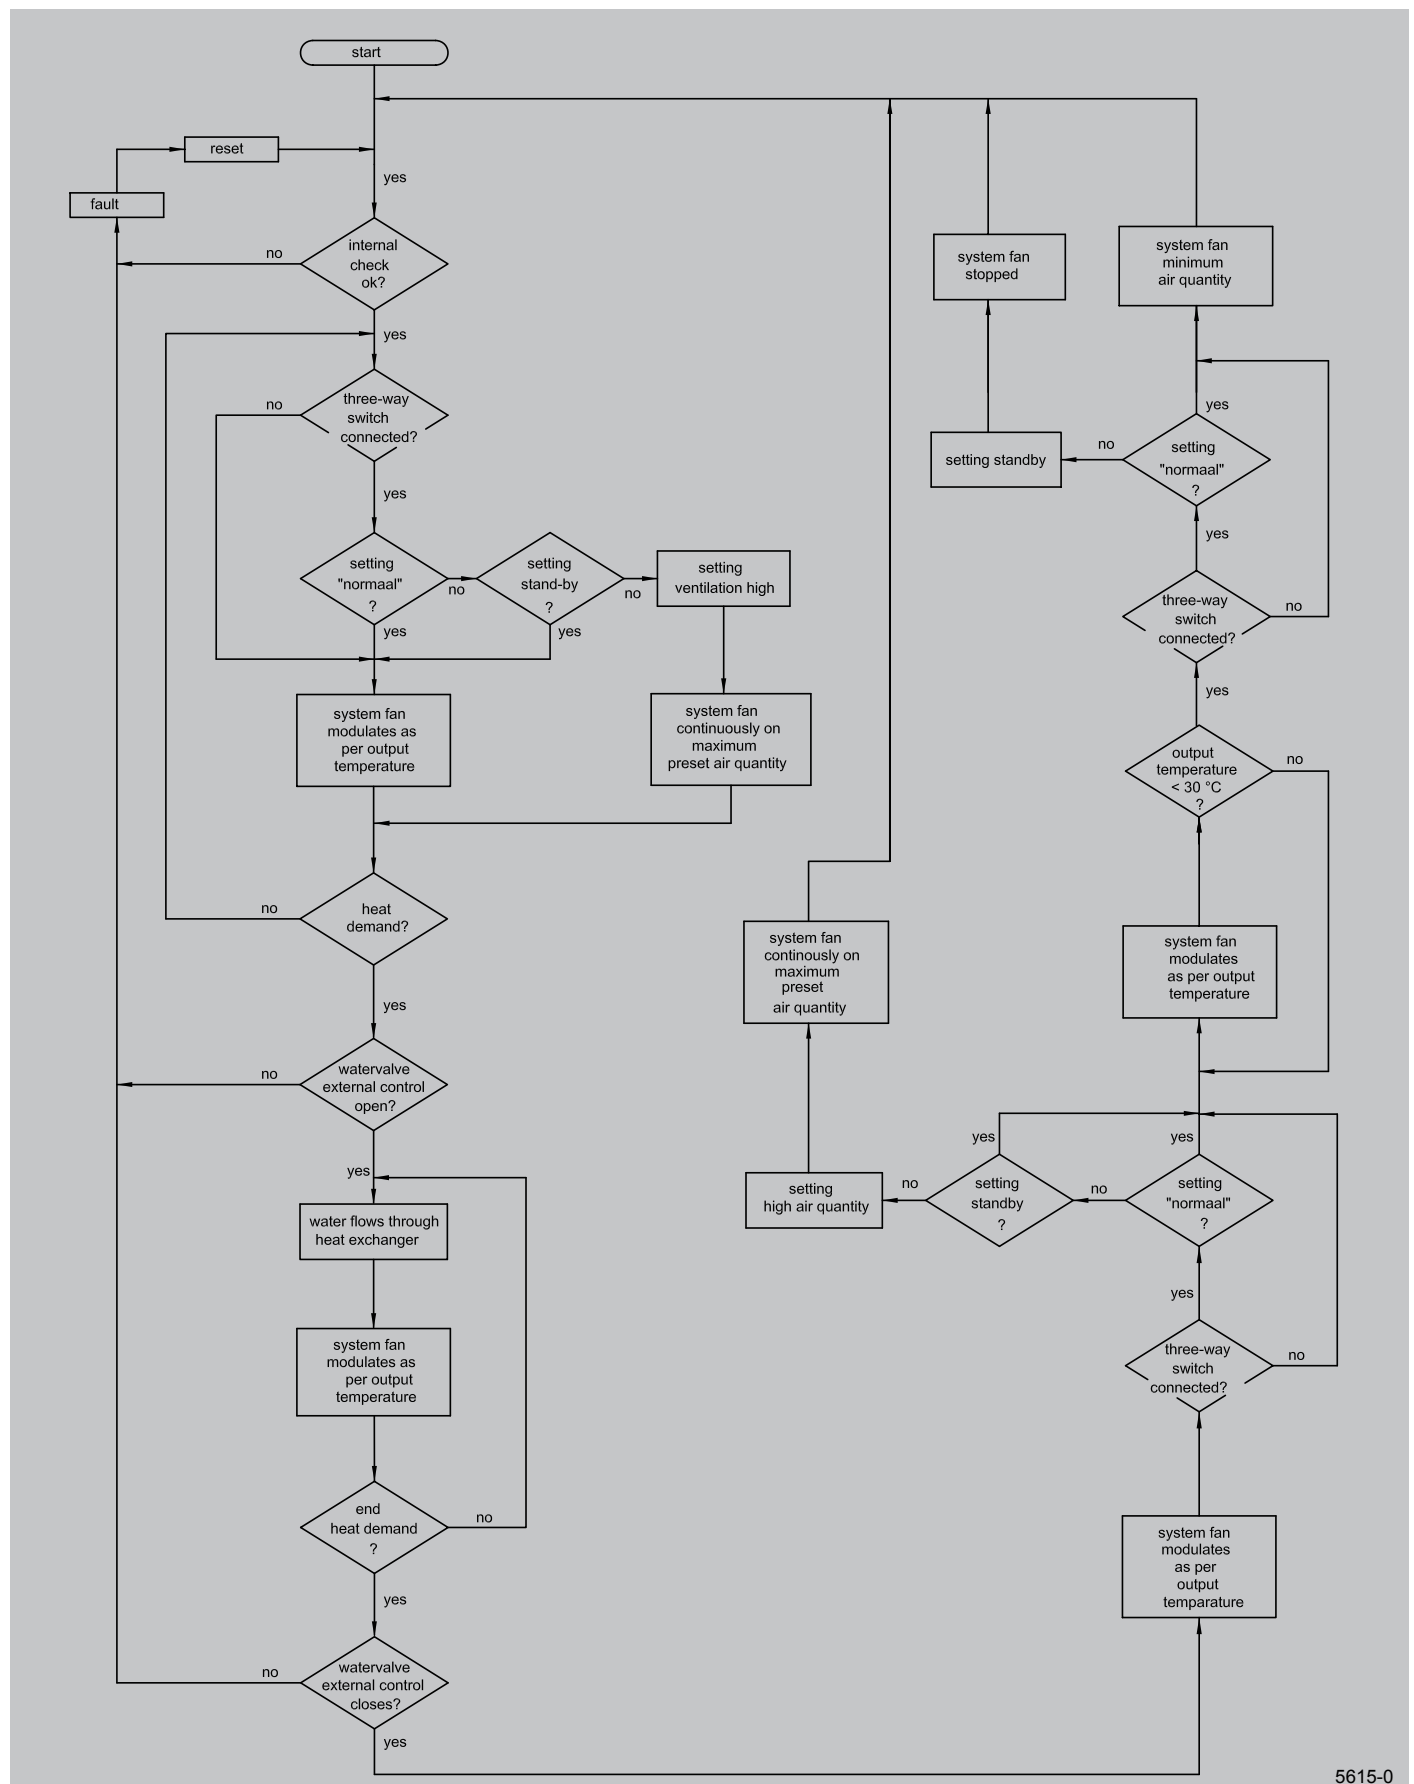 start
reset
yes
fault
internal
check
ok?
no
yes
three-way
switch
connected?
no
yes
setting
"normaal"
?
no
yes
setting
stand-by
?
no
yes
setting
ventilation high
system fan
modulates as
per output
temperature
system fan
continuously on
maximum
preset air quantity
heat
demand?
no
yes
watervalve
external control
open?
no
yes
water flows through
heat exchanger
system fan
modulates as
per output
temperature
end
heat demand
?
no
yes
watervalve
external control
closes?
no
yes
system fan
stopped
system fan
minimum
air quantity
yes
setting standby
no
setting
"normaal"
?
yes
three-way
switch
connected?
no
yes
output
temperature
< 30 °C
?
no
system fan
continously on
maximum
preset
air quantity
system fan
modulates
as per output
temperature
yes
yes
setting
high air quantity
no
setting
standby
?
no
setting
"normaal"
?
yes
three-way
switch
connected?
no
system fan
modulates
as per
output
temparature
5615-0